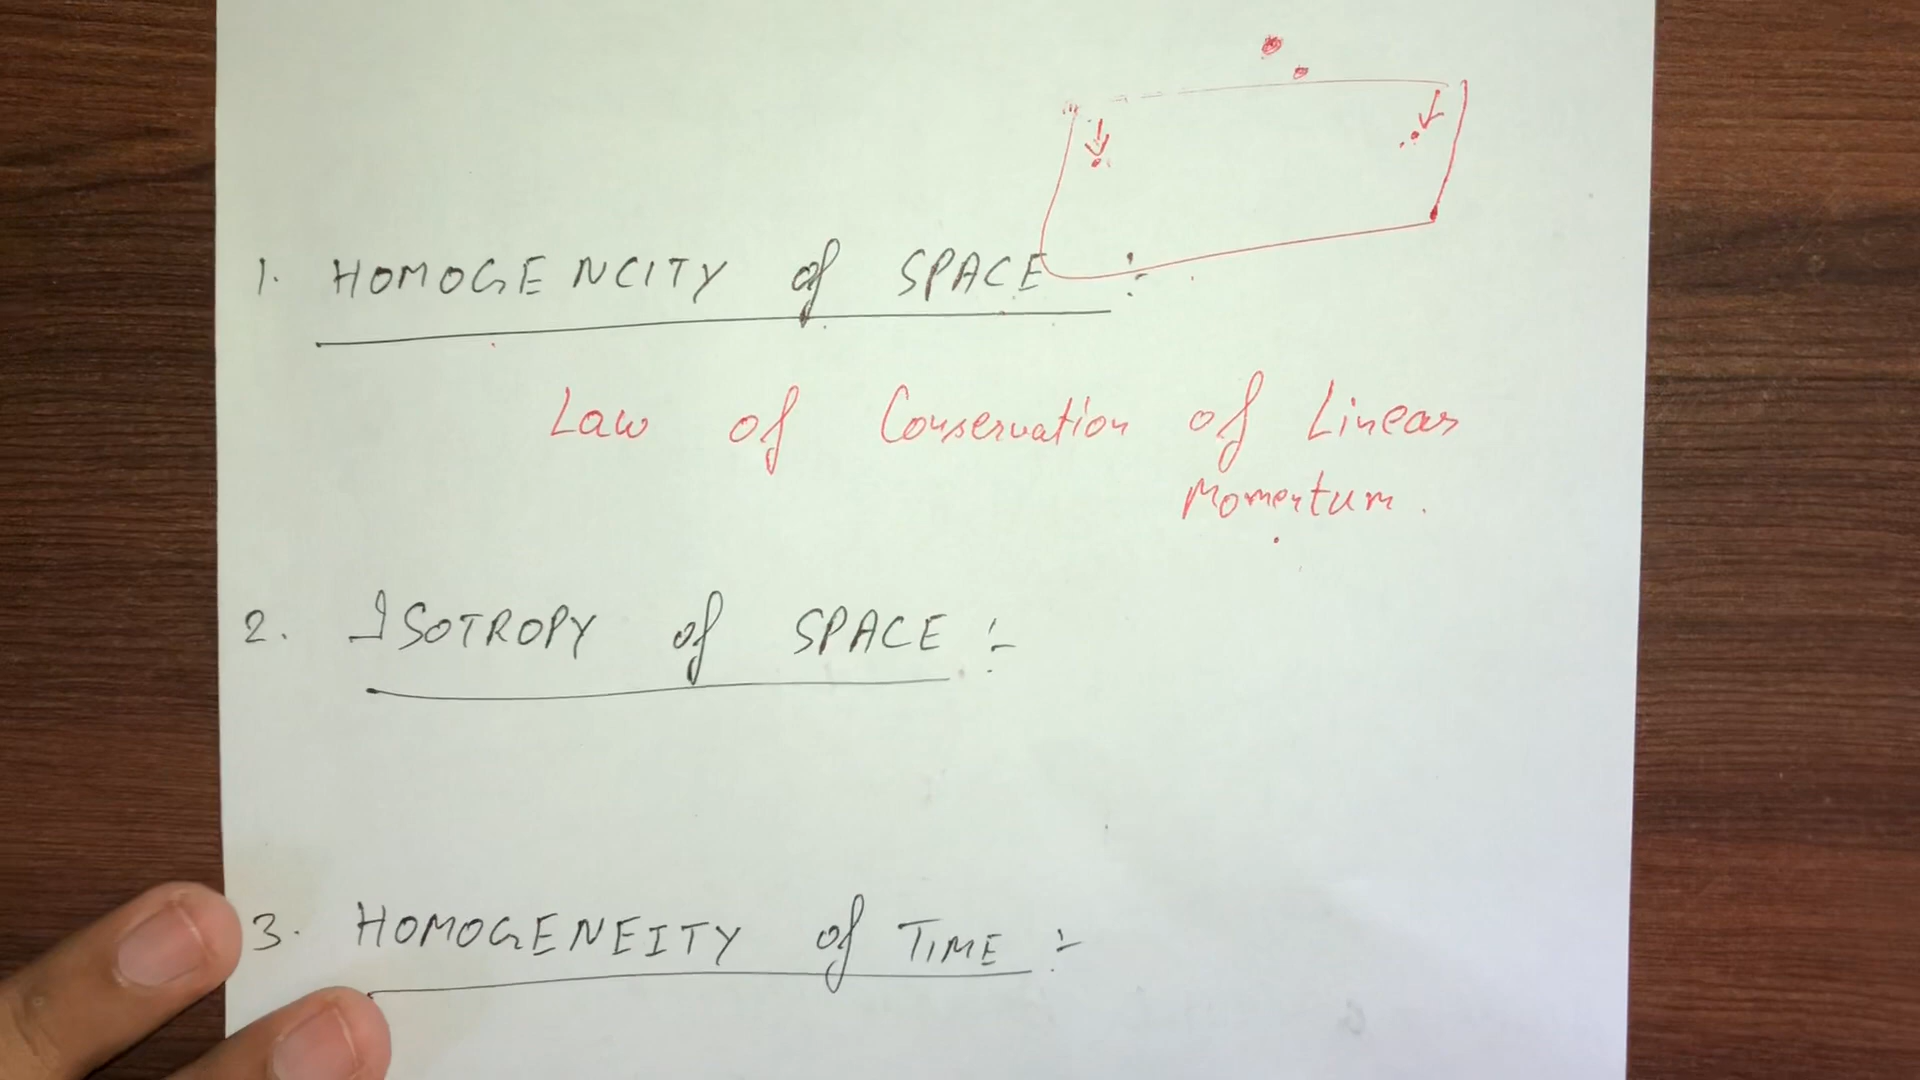 1. HOMOGENCITY of SPACE :-
Law of Conservation of Linear
Momentum.
2. ISOTROPY of SPACE :-
3. HOMOGENEITY of TIME :-